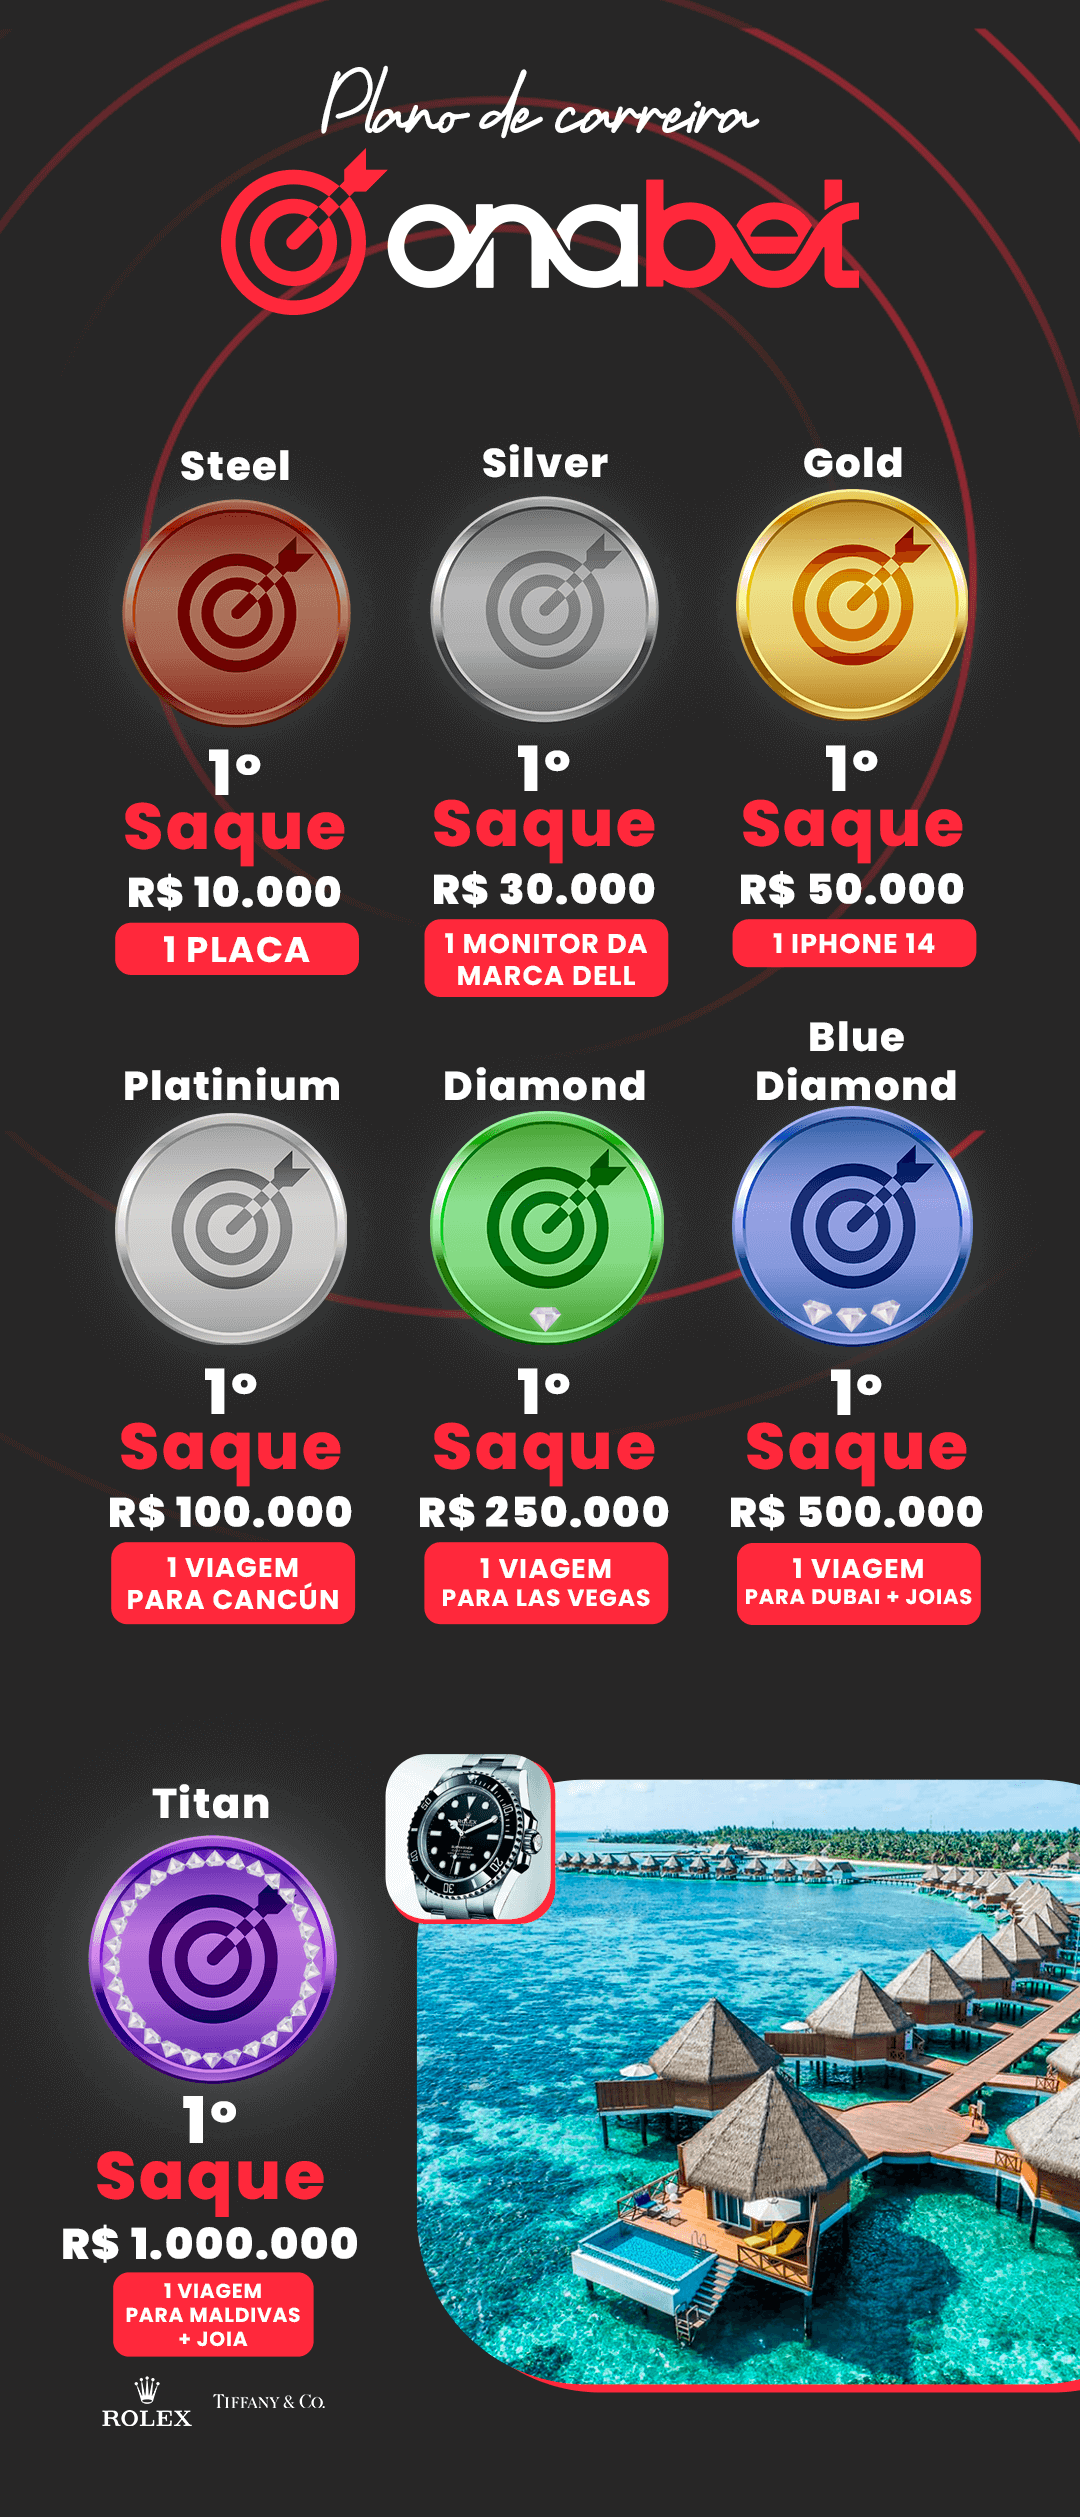 Plano de carreira
onabet
Steel
1º
Saque
R$ 10.000
1 PLACA
Silver
1º
Saque
R$ 30.000
1 MONITOR DA
MARCA DELL
Gold
1º
Saque
R$ 50.000
1 IPHONE 14
Platinium
1º
Saque
R$ 100.000
1 VIAGEM
PARA CANCÚN
Diamond
1º
Saque
R$ 250.000
1 VIAGEM
PARA LAS VEGAS
Blue
Diamond
1º
Saque
R$ 500.000
1 VIAGEM
PARA DUBAI + JOIAS
Titan
1º
Saque
R$ 1.000.000
1 VIAGEM
PARA MALDIVAS
+ JOIA
ROLEX
TIFFANY & CO.